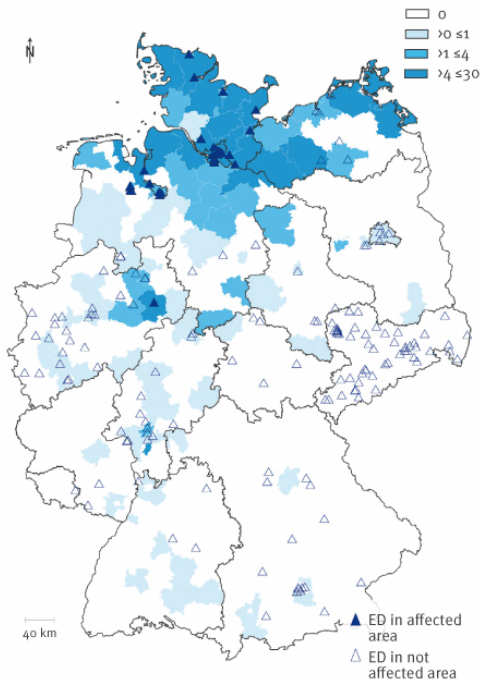 0
>0 ≤1
>1 ≤4
>4 ≤30
N
40 km
ED in affected
area
ED in not
affected area